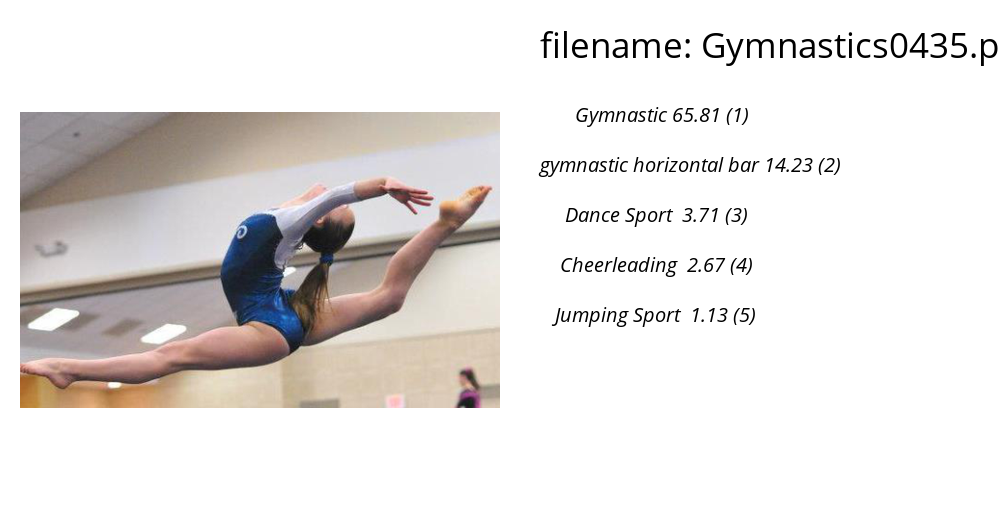 filename: Gymnastics0435.p
Gymnastic 65.81 (1)
gymnastic horizontal bar 14.23 (2)
Dance Sport 3.71 (3)
Cheerleading 2.67 (4)
Jumping Sport 1.13 (5)